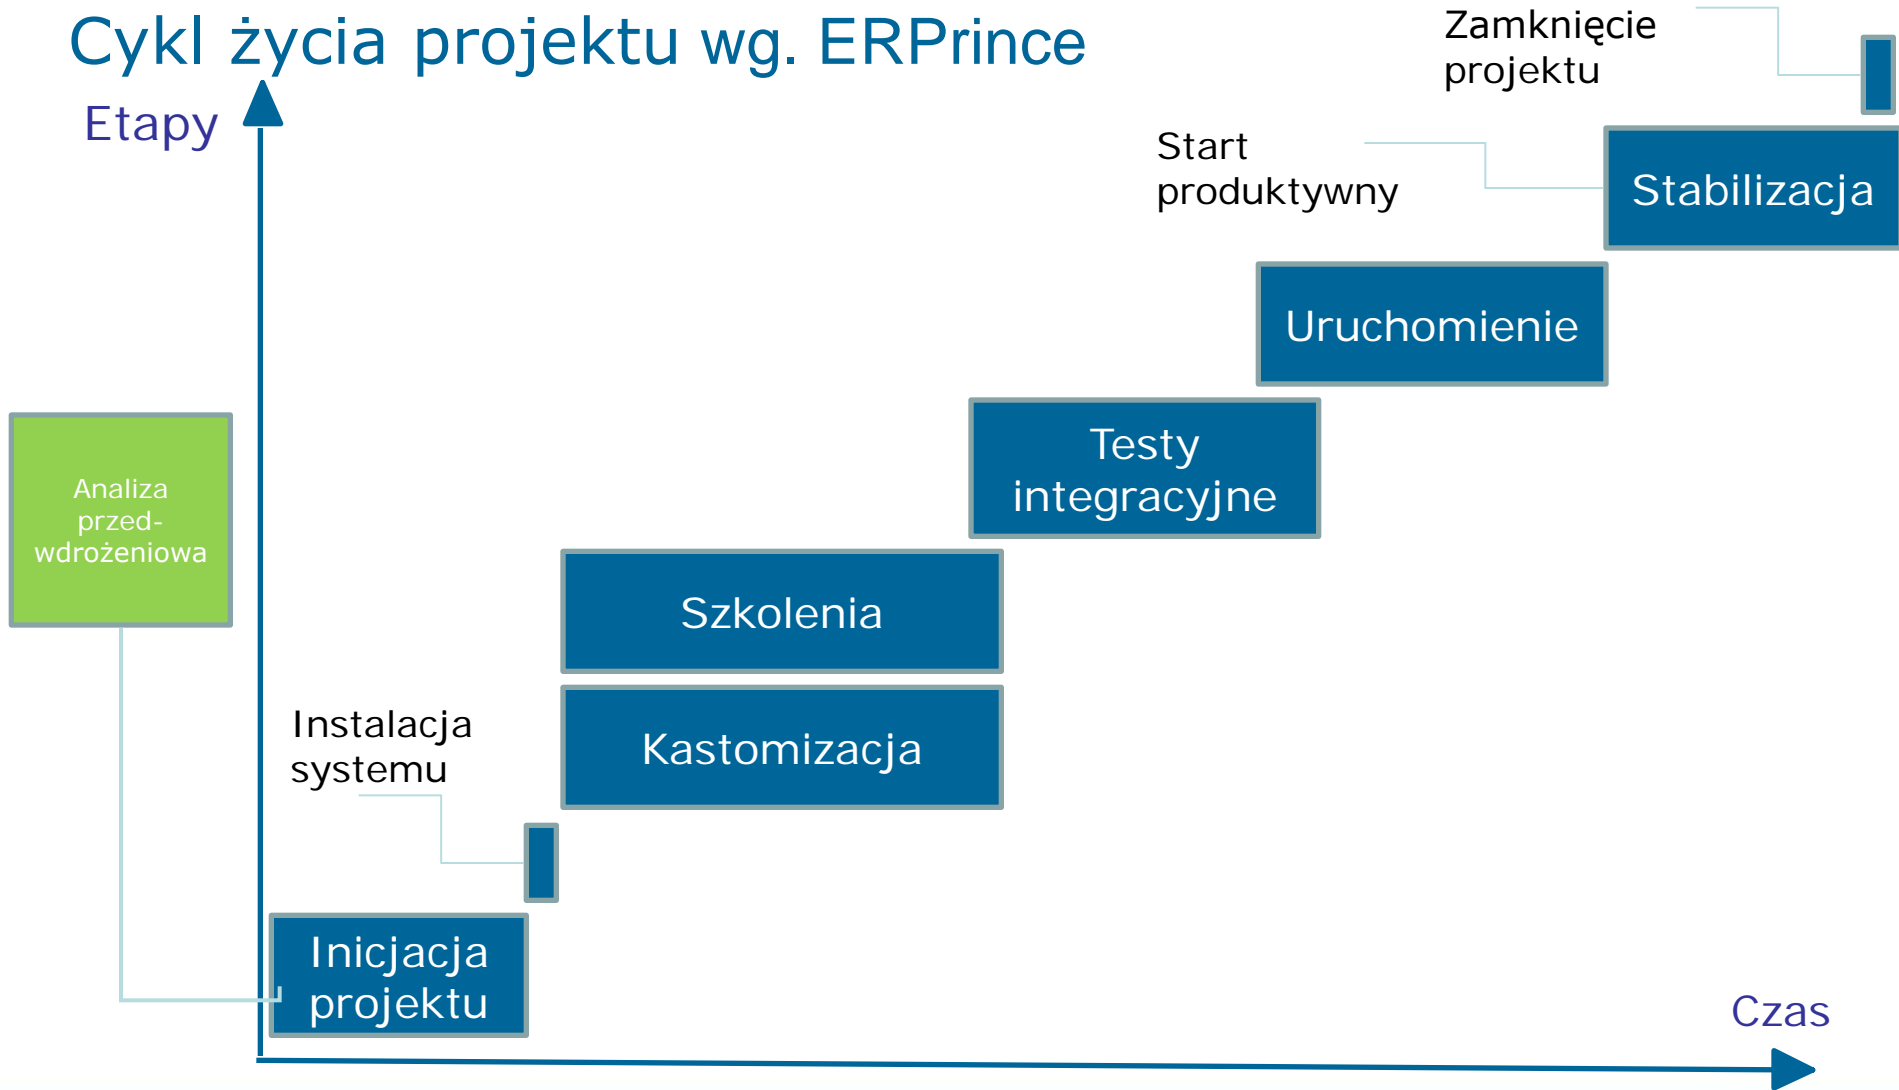 Cykl życia projektu wg. ERPrince
Etapy
Zamknięcie
projektu
Start
produktywny
Stabilizacja
Uruchomienie
Testy
integracyjne
Analiza
przed-
wdrożeniowa
Szkolenia
Kastomizacja
Instalacja
systemu
Inicjacja
projektu
Czas